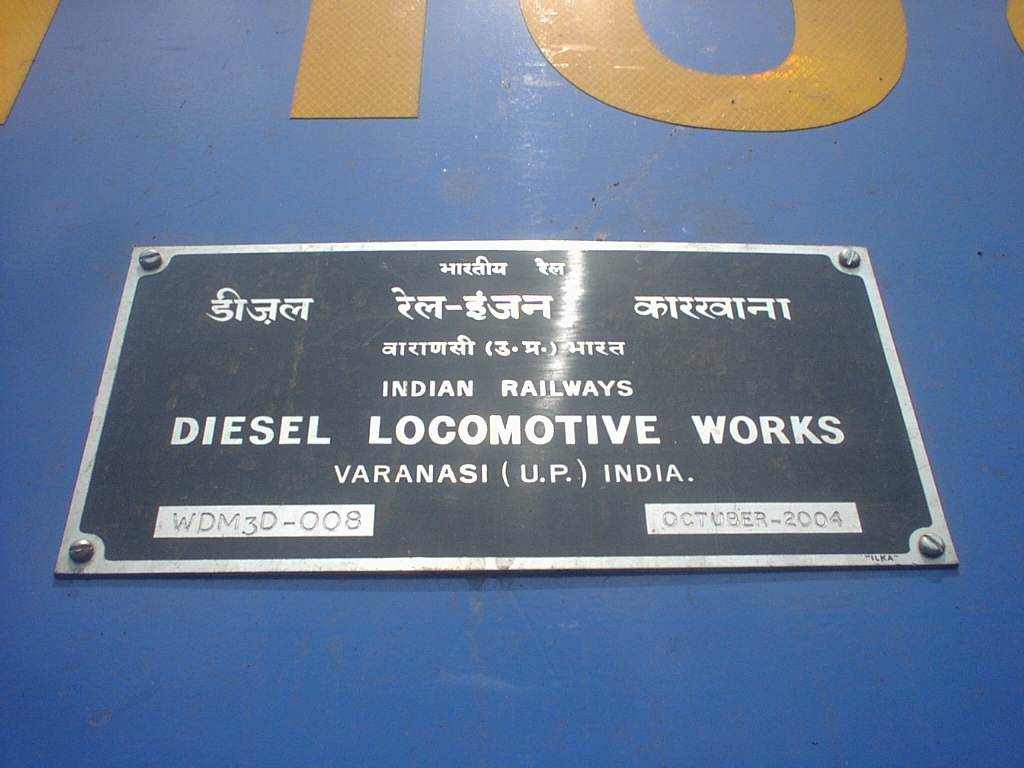 भारतीय रेल
डीज़ल रेल-इंजन कारखाना
वाराणसी (उ.प्र.) भारत
INDIAN RAILWAYS
DIESEL LOCOMOTIVE WORKS
VARANASI (U.P.) INDIA.
WDM3D-008 OCTUBER-2004
"ILKA"